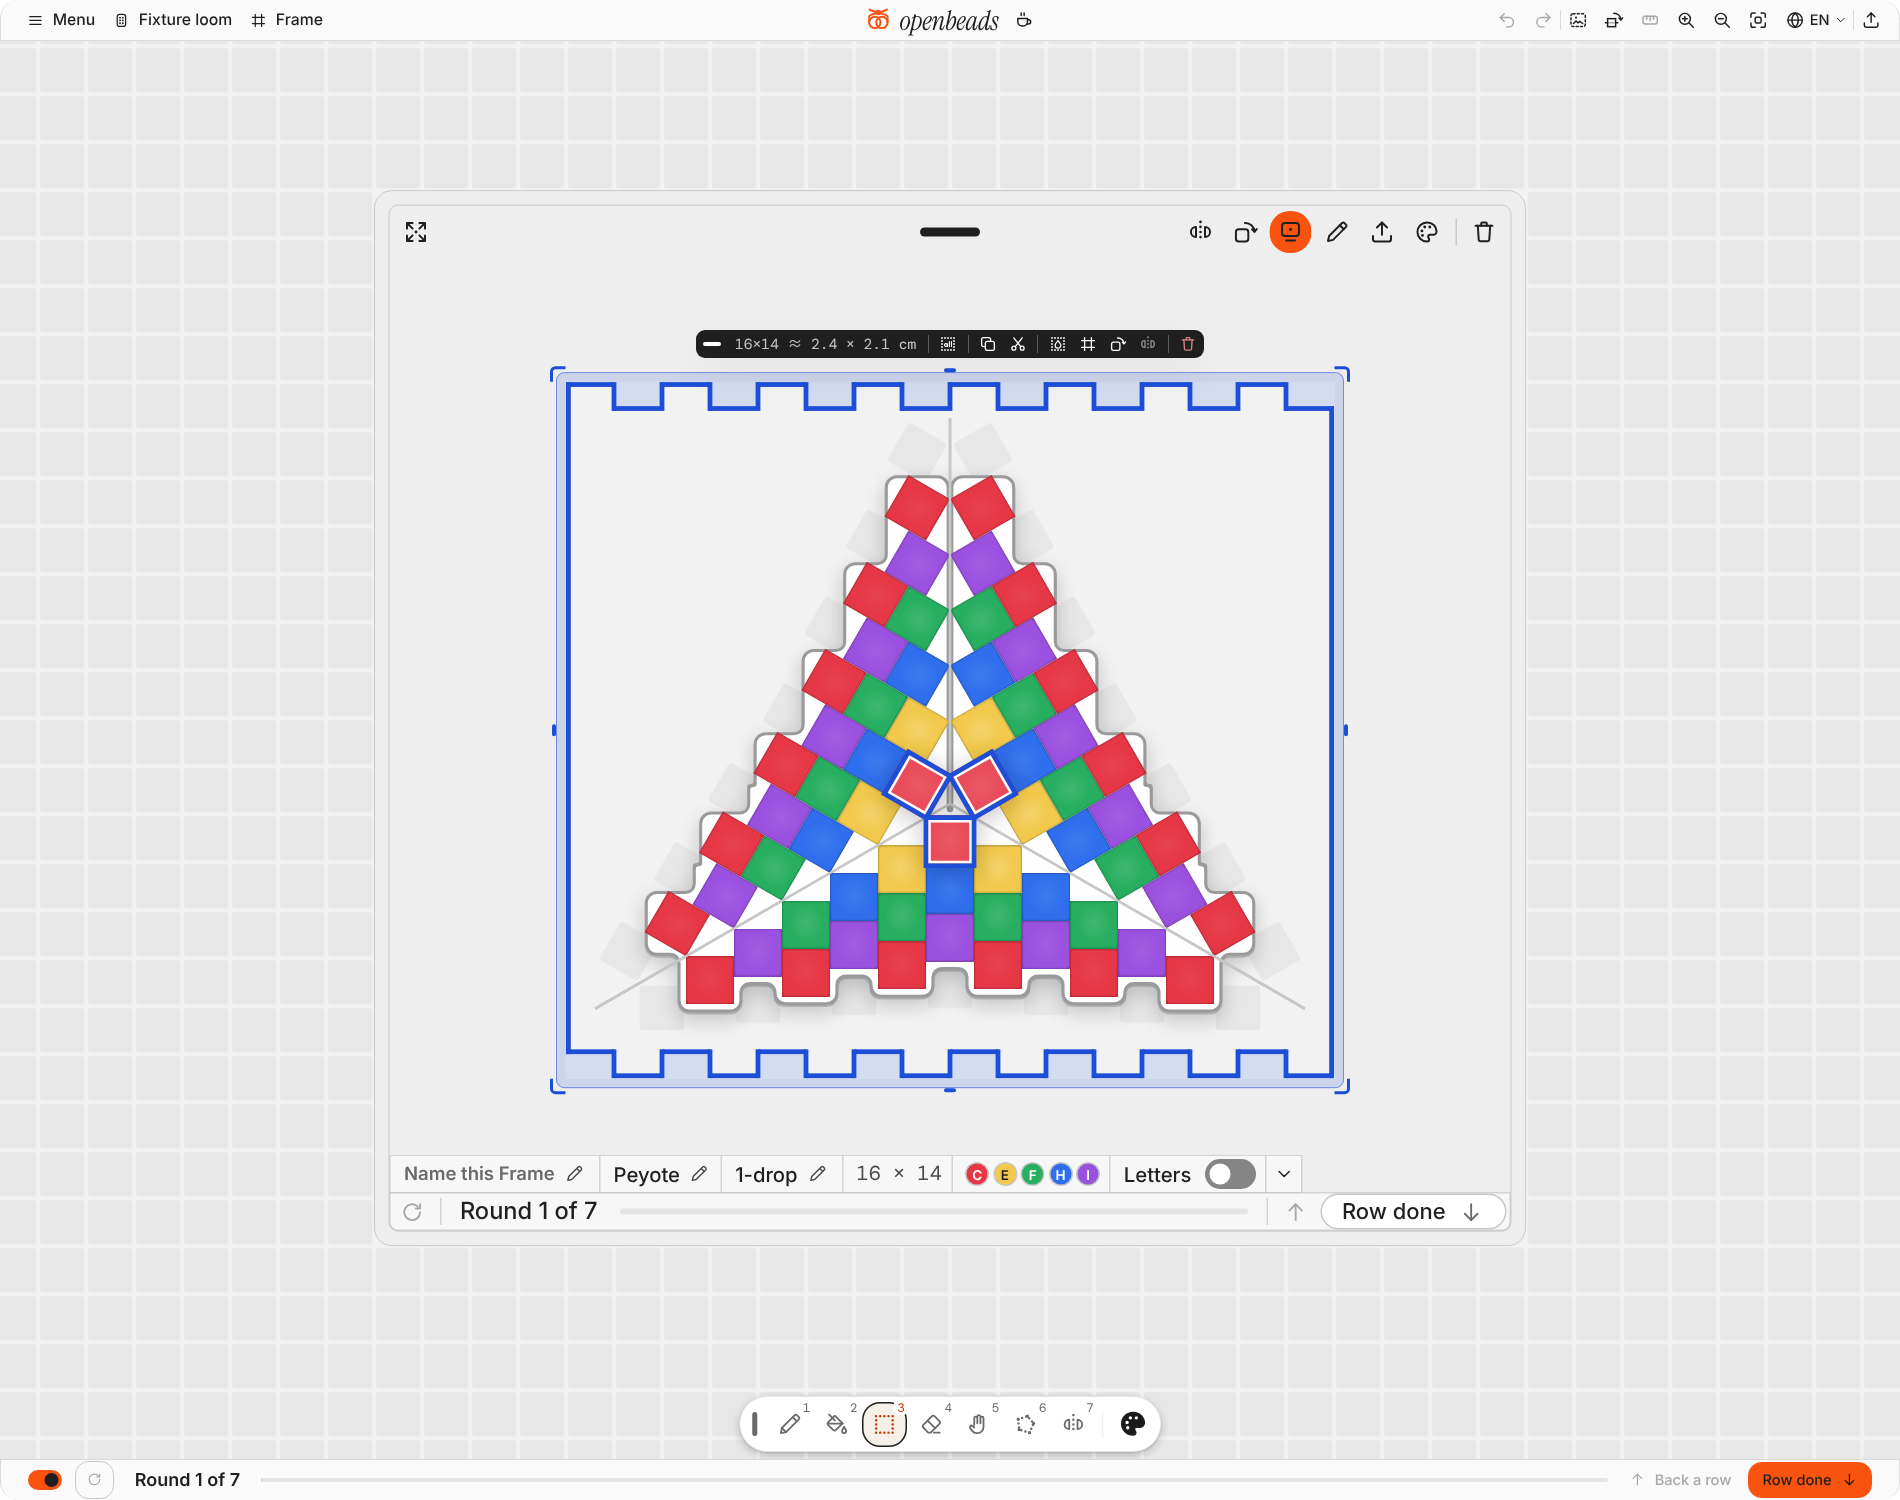 Menu Fixture loom Frame openbeads EN
16×14 ≈ 2.4 × 2.1 cm all
Name this Frame Peyote 1-drop 16 × 14 C E F H I Letters
Round 1 of 7 Row done
1 2 3 4 5 6 7
Round 1 of 7 Back a row Row done